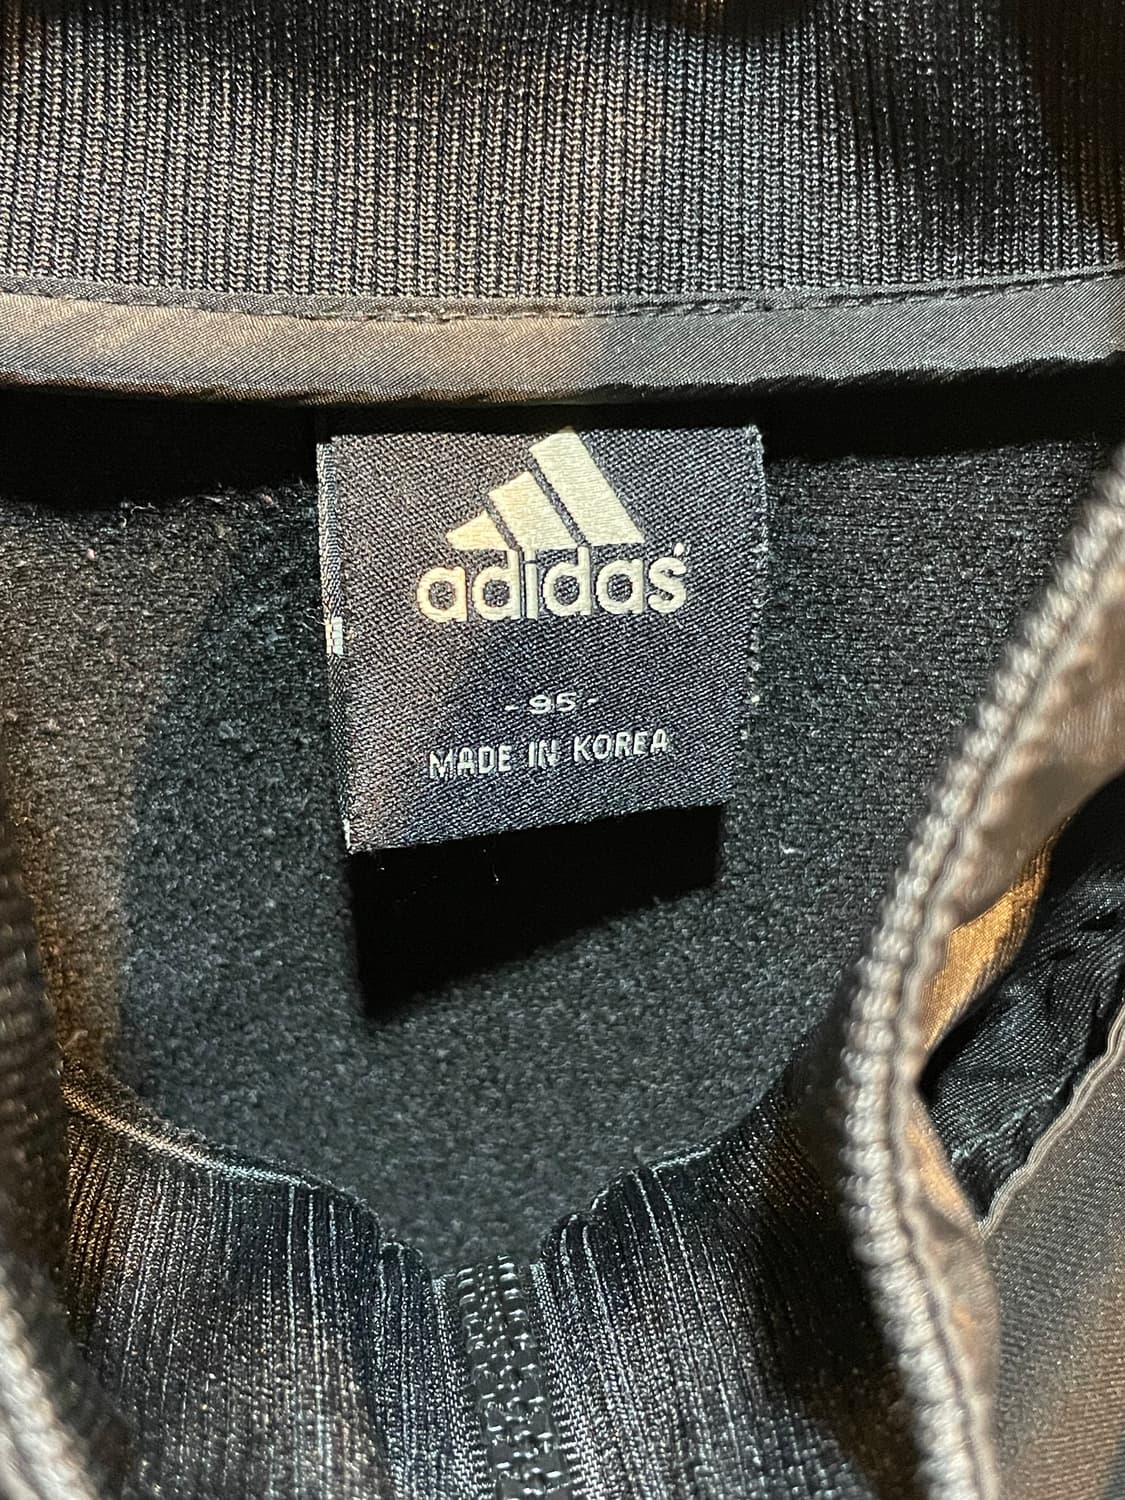 adidas
- 95 -
MADE IN KOREA